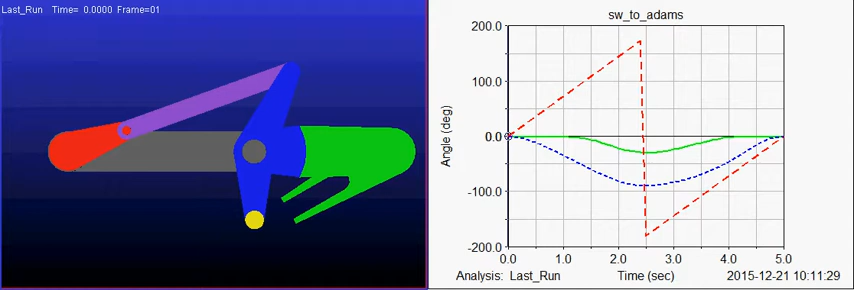 Last_Run Time= 0.0000 Frame=01
sw_to_adams
200.0
100.0
0.0
-100.0
-200.0
Angle (deg)
0.0 1.0 2.0 3.0 4.0 5.0
Analysis: Last_Run Time (sec) 2015-12-21 10:11:29